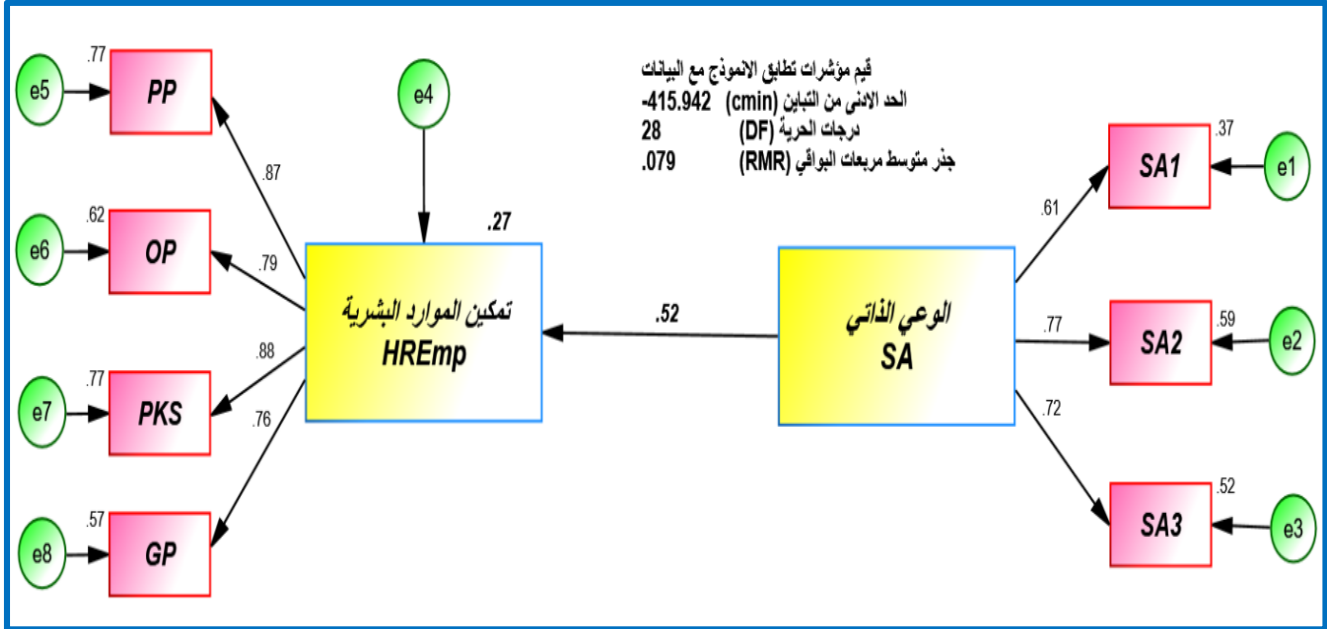 قيم مؤشرات تطابق الانموذج مع البيانات
الحد الادنى من التباين (cmin) 415.942-
درجات الحرية (DF) 28
جذر متوسط مربعات البواقي (RMR) .079
.77
e5
PP
.87
e4
.62
e6
OP
.79
.27
تمكين الموارد البشرية
HREmp
.77
e7
PKS
.88
.57
e8
GP
.76
.52
الوعي الذاتي
SA
.61
SA1
.37
e1
.77
SA2
.59
e2
.72
SA3
.52
e3